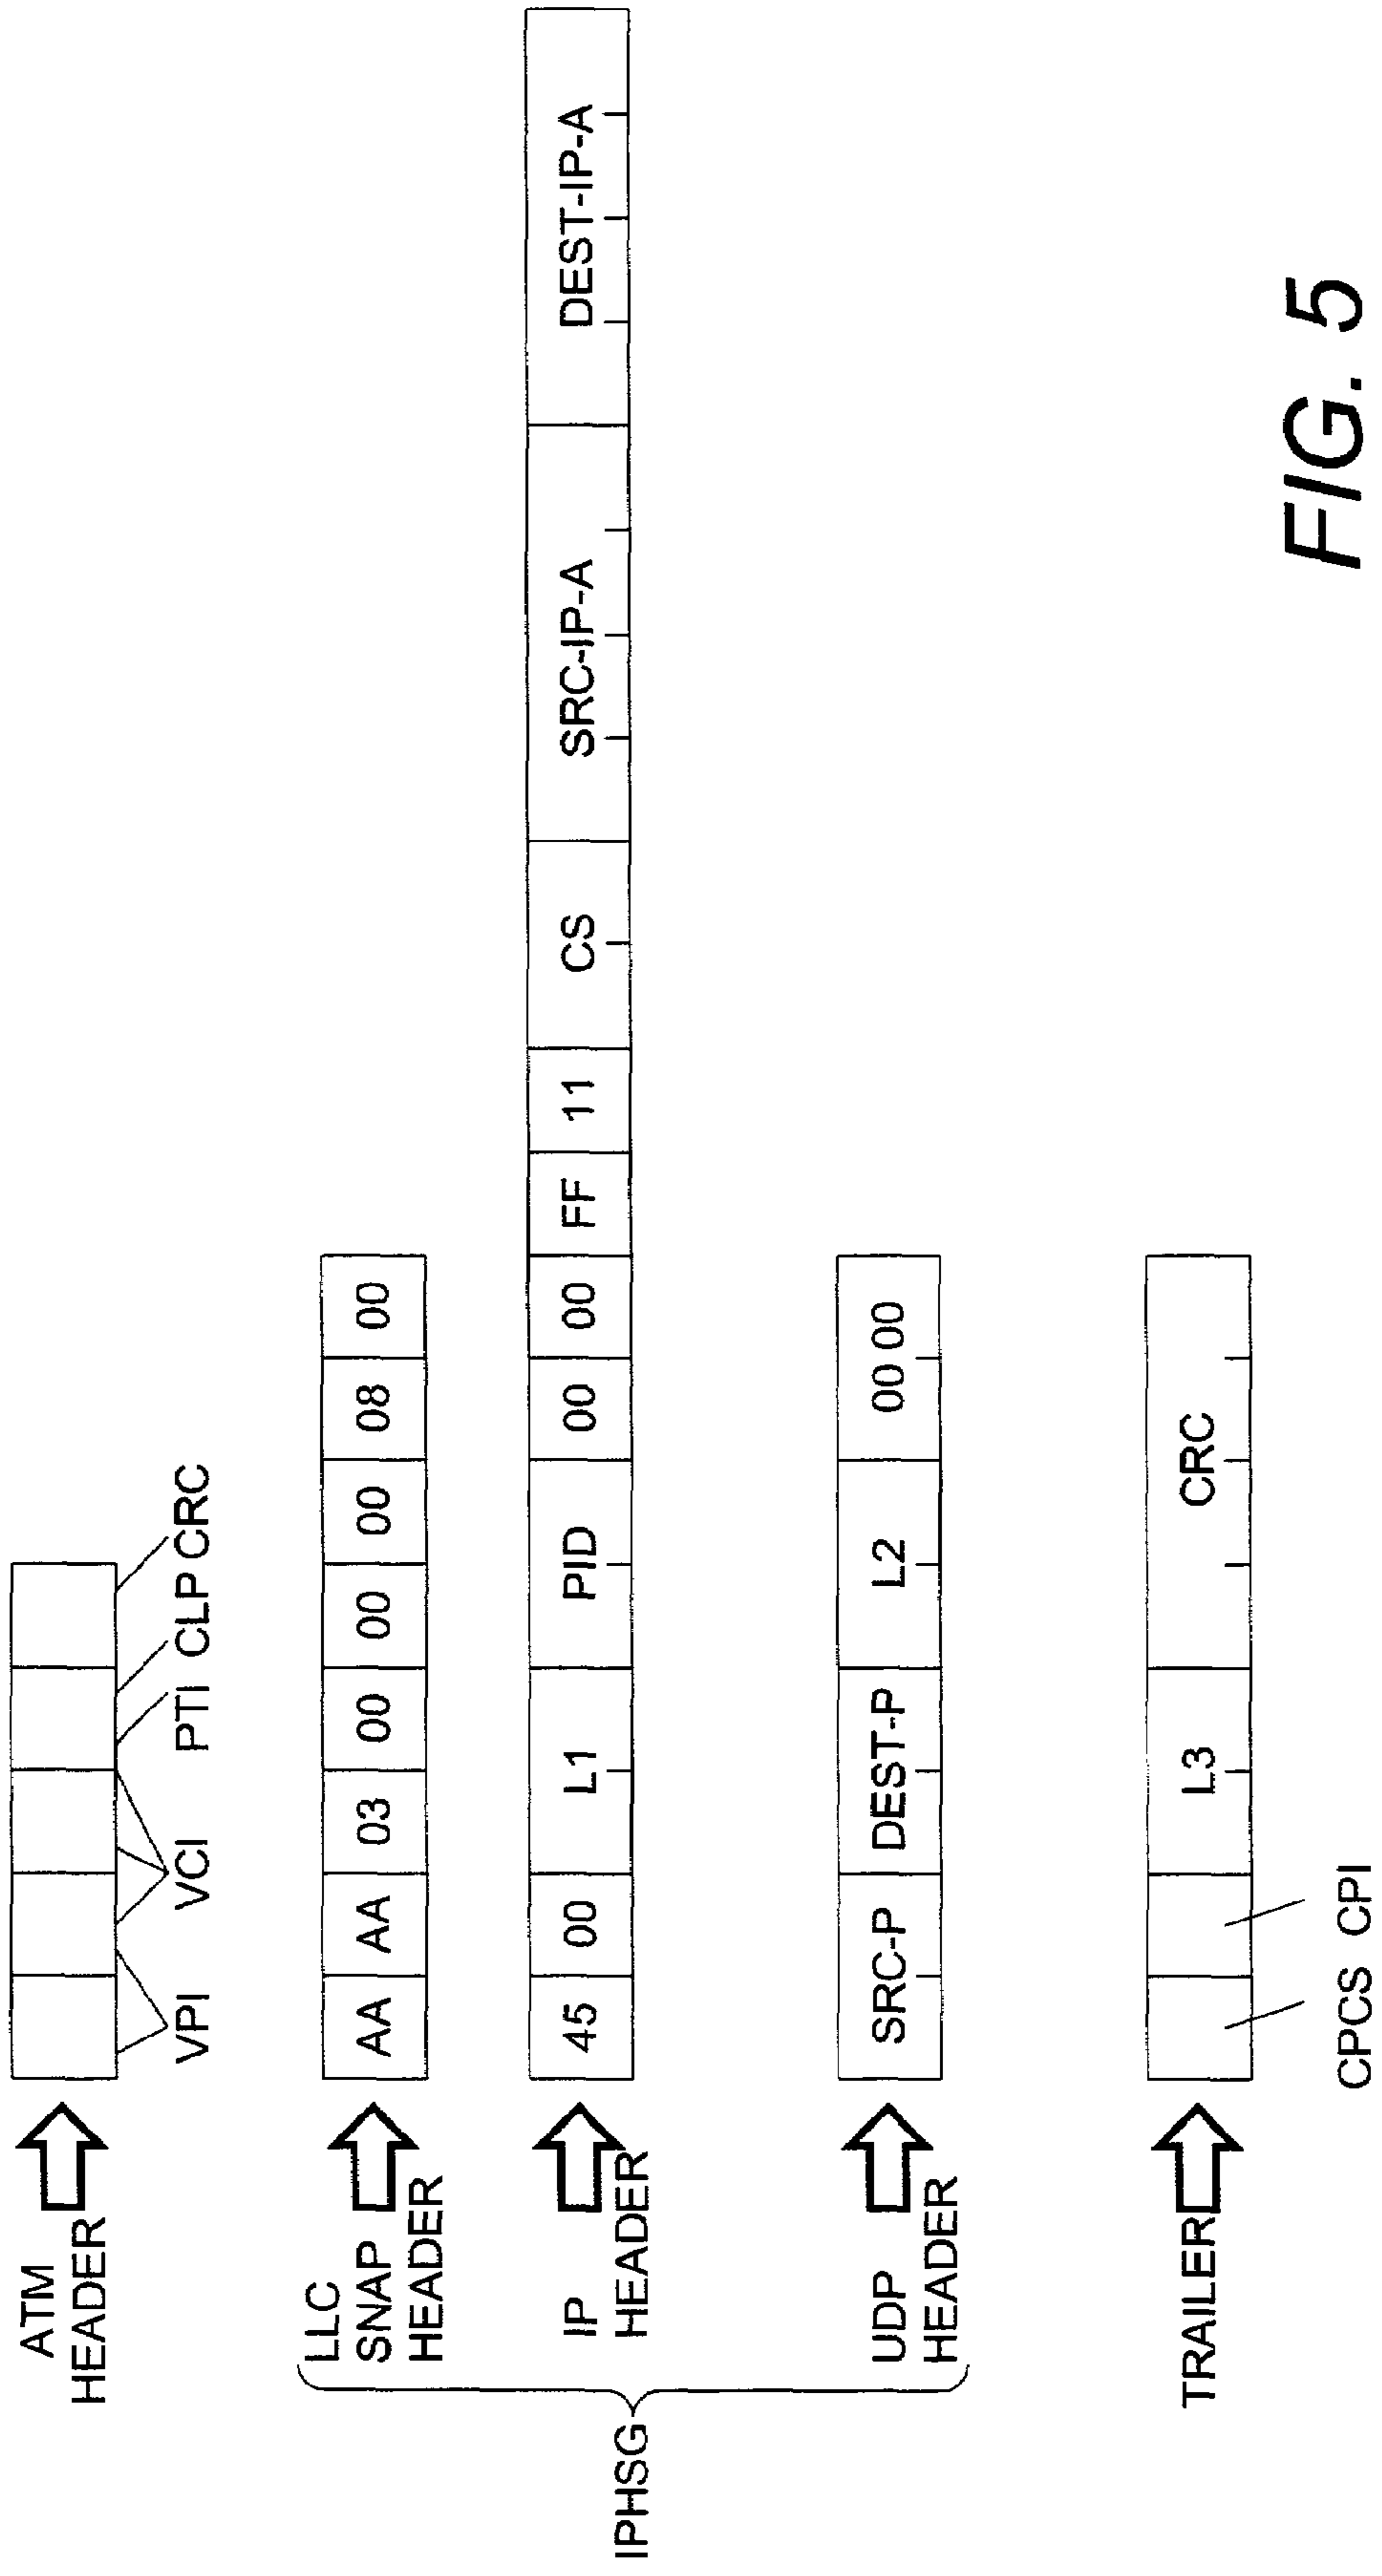 ATM
HEADER
VPI VCI PTI CLP CRC
IPHSG
LLC
SNAP
HEADER
AA AA 03 00 00 00 08 00
IP
HEADER
45 00 L1 PID 00 00 FF 11 CS SRC-IP-A DEST-IP-A
UDP
HEADER
SRC-P DEST-P L2 00 00
TRAILER
L3 CRC
CPCS CPI
FIG. 5